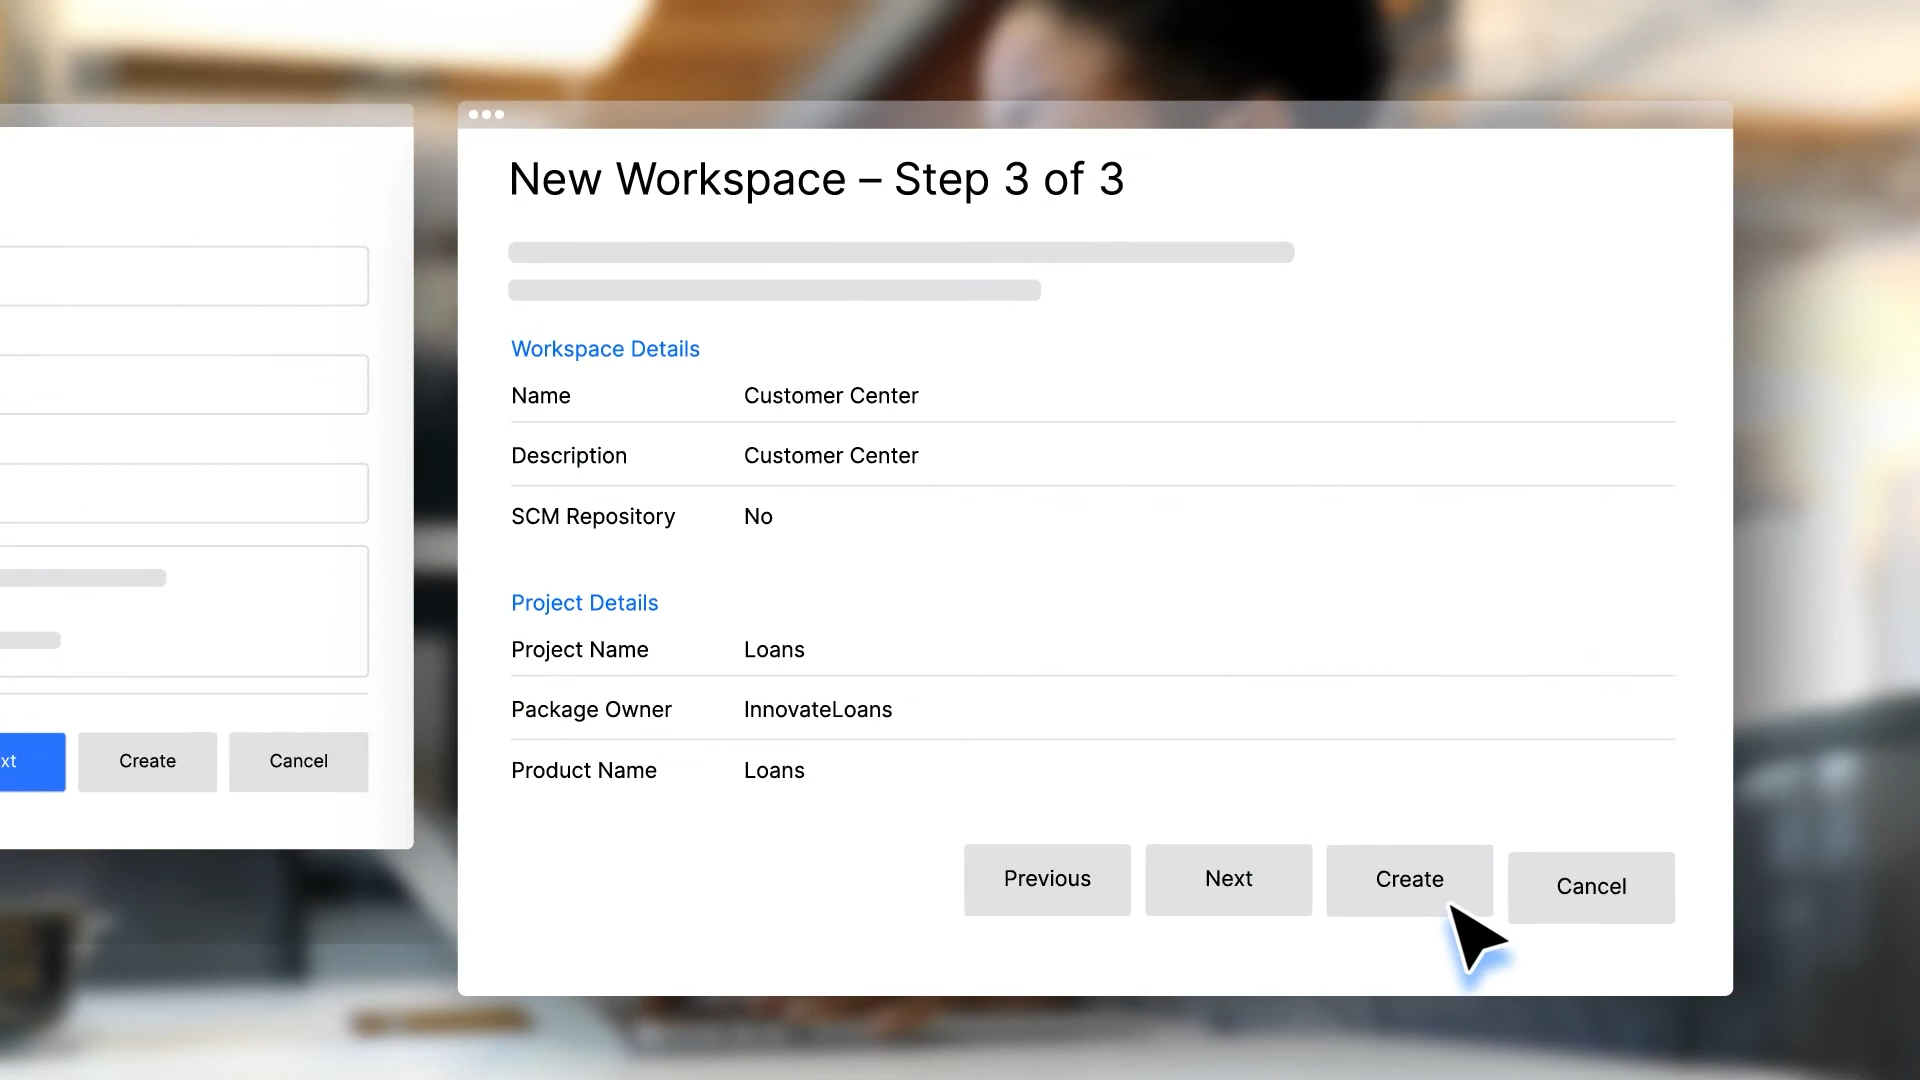 New Workspace – Step 3 of 3
Workspace Details
Name Customer Center
Description Customer Center
SCM Repository No
Project Details
Project Name Loans
Package Owner InnovateLoans
Product Name Loans
Previous Next Create Cancel
xt Create Cancel